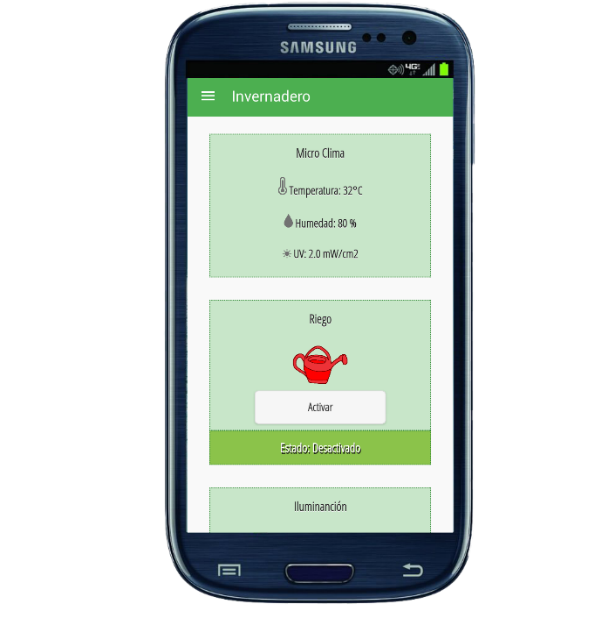 SAMSUNG
4G
Invernadero
Micro Clima
Temperatura: 32°C
Humedad: 80 %
UV: 2.0 mW/cm2
Riego
Activar
Estado: Desactivado
Iluminanción